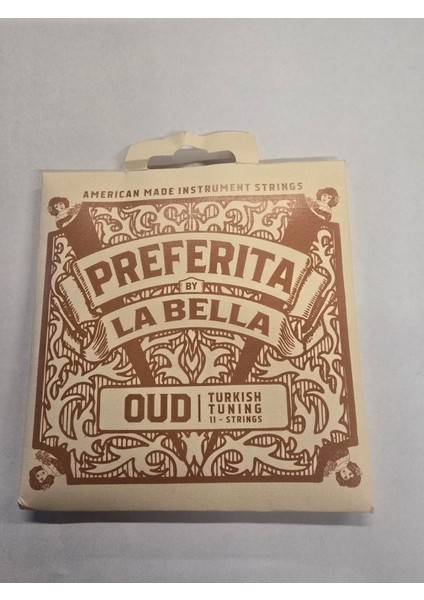 AMERICAN MADE INSTRUMENT STRINGS
PREFERITA
BY
LA BELLA
OUD
TURKISH
TUNING
11 - STRINGS